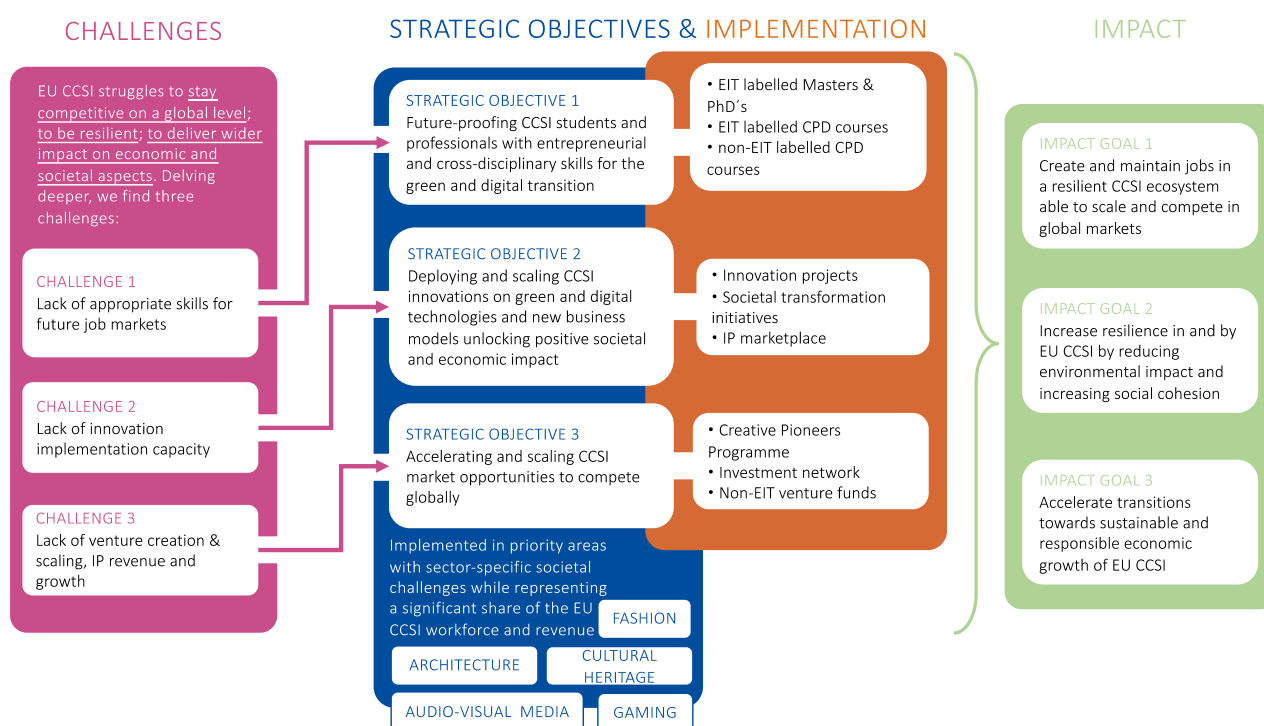 CHALLENGES
EU CCSI struggles to stay
competitive on a global level;
to be resilient; to deliver wider
impact on economic and
societal aspects. Delving
deeper, we find three
challenges:
CHALLENGE 1
Lack of appropriate skills for
future job markets
CHALLENGE 2
Lack of innovation
implementation capacity
CHALLENGE 3
Lack of venture creation &
scaling, IP revenue and
growth
STRATEGIC OBJECTIVES & IMPLEMENTATION
STRATEGIC OBJECTIVE 1
Future-proofing CCSI students and
professionals with entrepreneurial
and cross-disciplinary skills for the
green and digital transition
• EIT labelled Masters &
PhD´s
• EIT labelled CPD courses
• non-EIT labelled CPD
courses
STRATEGIC OBJECTIVE 2
Deploying and scaling CCSI
innovations on green and digital
technologies and new business
models unlocking positive societal
and economic impact
• Innovation projects
• Societal transformation
initiatives
• IP marketplace
STRATEGIC OBJECTIVE 3
Accelerating and scaling CCSI
market opportunities to compete
globally
• Creative Pioneers
Programme
• Investment network
• Non-EIT venture funds
Implemented in priority areas
with sector-specific societal
challenges while representing
a significant share of the EU
CCSI workforce and revenue
FASHION
ARCHITECTURE
CULTURAL
HERITAGE
AUDIO-VISUAL MEDIA
GAMING
IMPACT
IMPACT GOAL 1
Create and maintain jobs in
a resilient CCSI ecosystem
able to scale and compete in
global markets
IMPACT GOAL 2
Increase resilience in and by
EU CCSI by reducing
environmental impact and
increasing social cohesion
IMPACT GOAL 3
Accelerate transitions
towards sustainable and
responsible economic
growth of EU CCSI